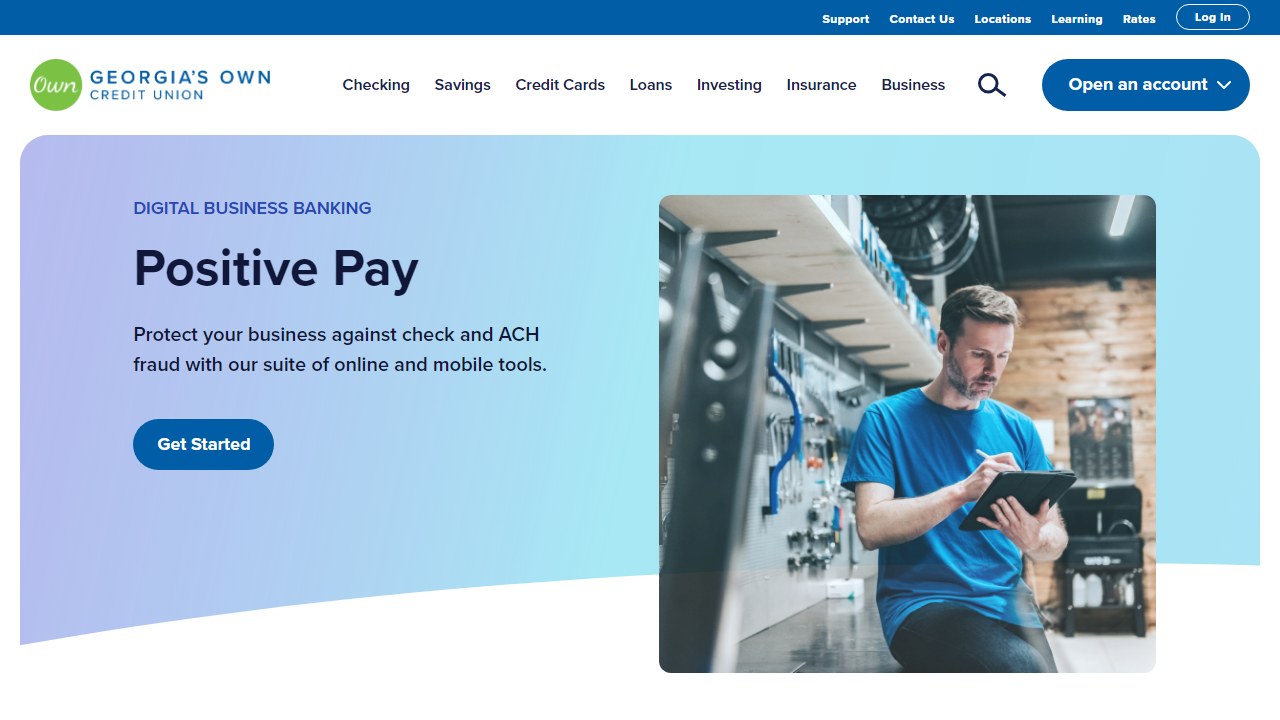 Support Contact Us Locations Learning Rates Log In
Own GEORGIA'S OWN
CREDIT UNION
Checking Savings Credit Cards Loans Investing Insurance Business Open an account
DIGITAL BUSINESS BANKING
Positive Pay
Protect your business against check and ACH
fraud with our suite of online and mobile tools.
Get Started